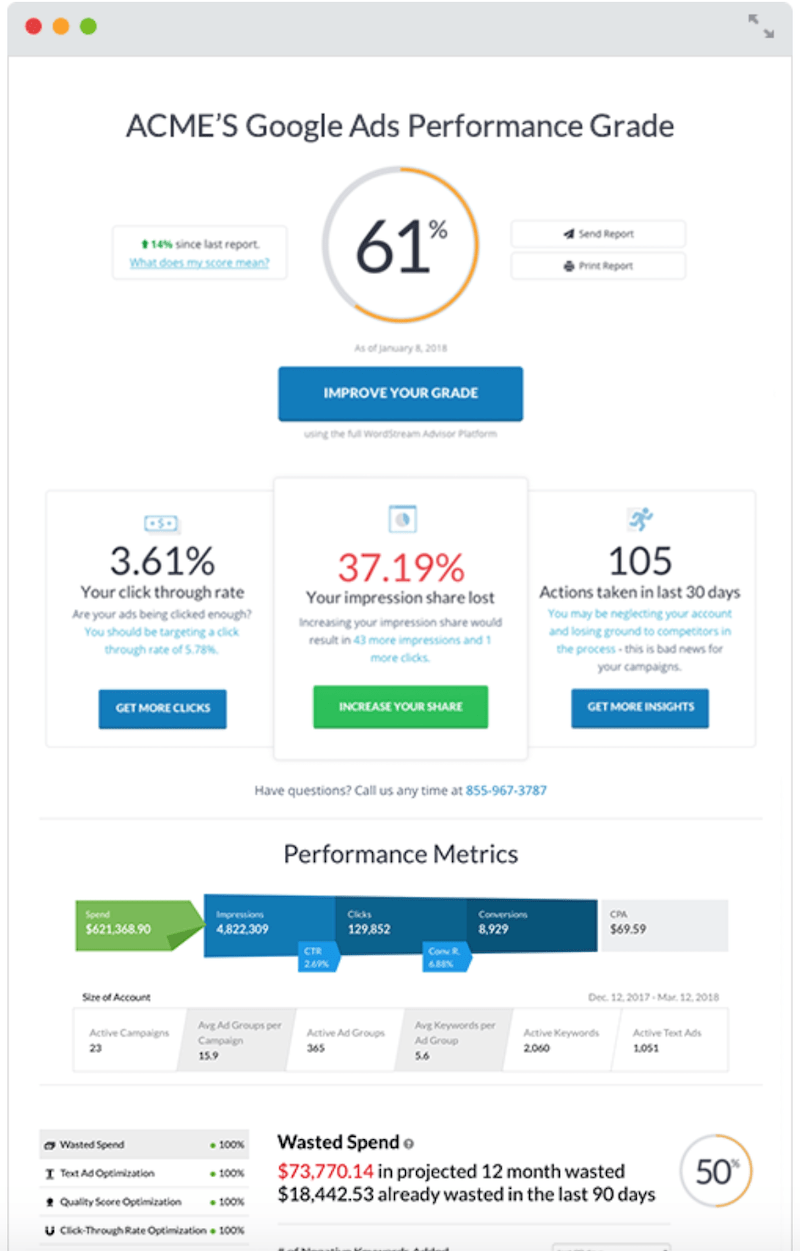 ACME'S Google Ads Performance Grade
14% since last report.
What does my score mean?
61%
Send Report
Print Report
As of January 8, 2018
IMPROVE YOUR GRADE
using the full WordStream Advisor Platform
3.61%
Your click through rate
Are your ads being clicked enough?
You should be targeting a click
through rate of 5.78%.
GET MORE CLICKS
37.19%
Your impression share lost
Increasing your impression share would
result in 43 more impressions and 1
more clicks.
INCREASE YOUR SHARE
105
Actions taken in last 30 days
You may be neglecting your account
and losing ground to competitors in
the process - this is bad news for
your campaigns.
GET MORE INSIGHTS
Have questions? Call us any time at 855-967-3787
Performance Metrics
Spend
$621,368.90
Impressions
4,822,309
Clicks
129,852
Conversions
8,929
CPA
$69.59
CTR
2.69%
Conv R.
6.88%
Size of Account
Dec. 12, 2017 - Mar. 12, 2018
Active Campaigns
23
Avg Ad Groups per
Campaign
15.9
Active Ad Groups
365
Avg Keywords per
Ad Group
5.6
Active Keywords
2,060
Active Text Ads
1,051
Wasted Spend 100%
Text Ad Optimization 100%
Quality Score Optimization 100%
Click-Through Rate Optimization 100%
Wasted Spend
$73,770.14 in projected 12 month wasted
$18,442.53 already wasted in the last 90 days
50%
# of Negative Keywords Added